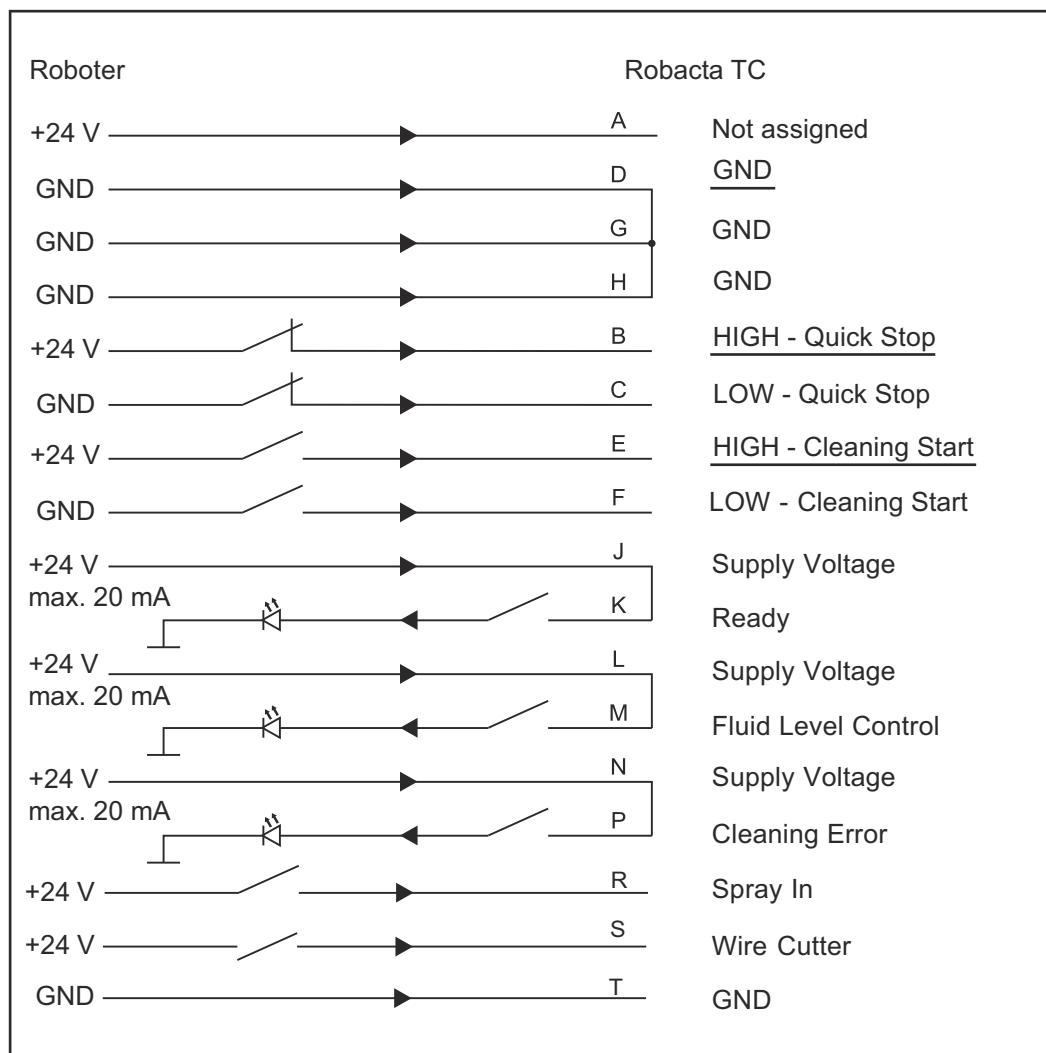 Roboter Robacta TC
+24 V A Not assigned
GND D GND
GND G GND
GND H GND
+24 V B HIGH - Quick Stop
GND C LOW - Quick Stop
+24 V E HIGH - Cleaning Start
GND F LOW - Cleaning Start
+24 V J Supply Voltage
max. 20 mA K Ready
+24 V L Supply Voltage
max. 20 mA M Fluid Level Control
+24 V N Supply Voltage
max. 20 mA P Cleaning Error
+24 V R Spray In
+24 V S Wire Cutter
GND T GND